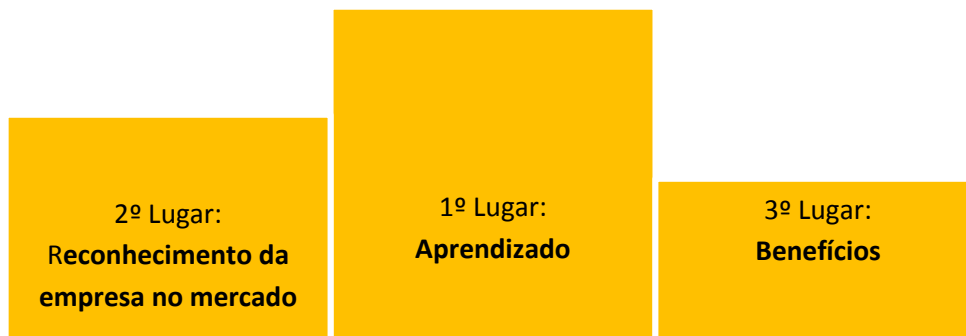 2º Lugar:
Reconhecimento da
empresa no mercado
1º Lugar:
Aprendizado
3º Lugar:
Benefícios